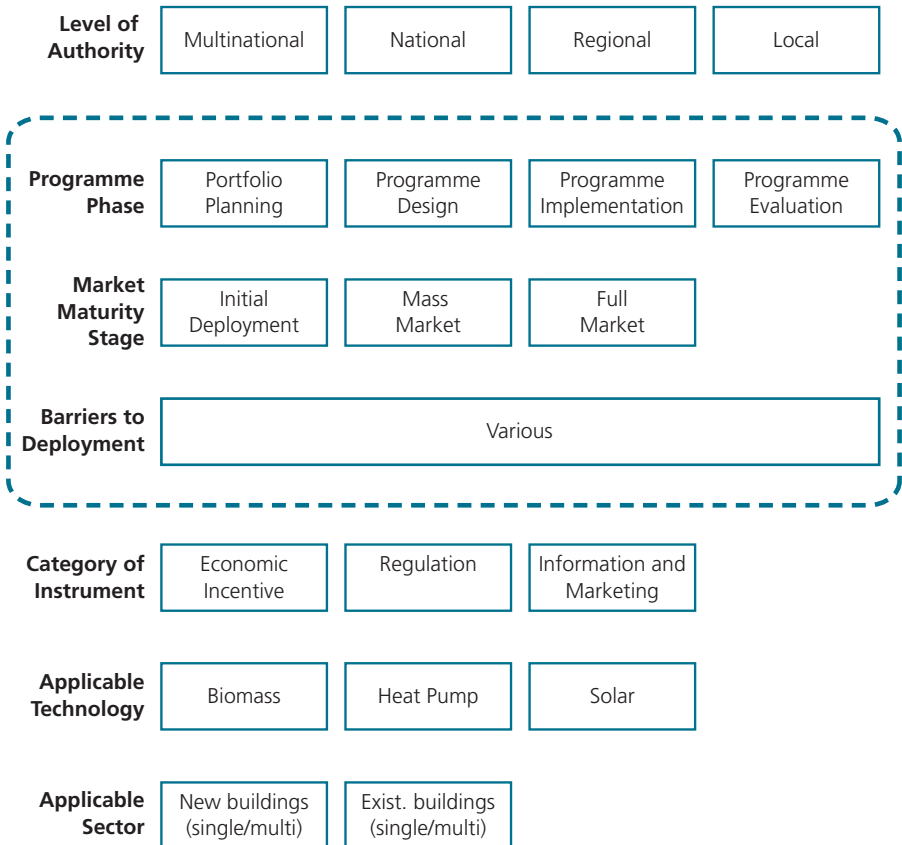 Level of
Authority
Multinational
National
Regional
Local
Programme
Phase
Portfolio
Planning
Programme
Design
Programme
Implementation
Programme
Evaluation
Market
Maturity
Stage
Initial
Deployment
Mass
Market
Full
Market
Barriers to
Deployment
Various
Category of
Instrument
Economic
Incentive
Regulation
Information and
Marketing
Applicable
Technology
Biomass
Heat Pump
Solar
Applicable
Sector
New buildings
(single/multi)
Exist. buildings
(single/multi)